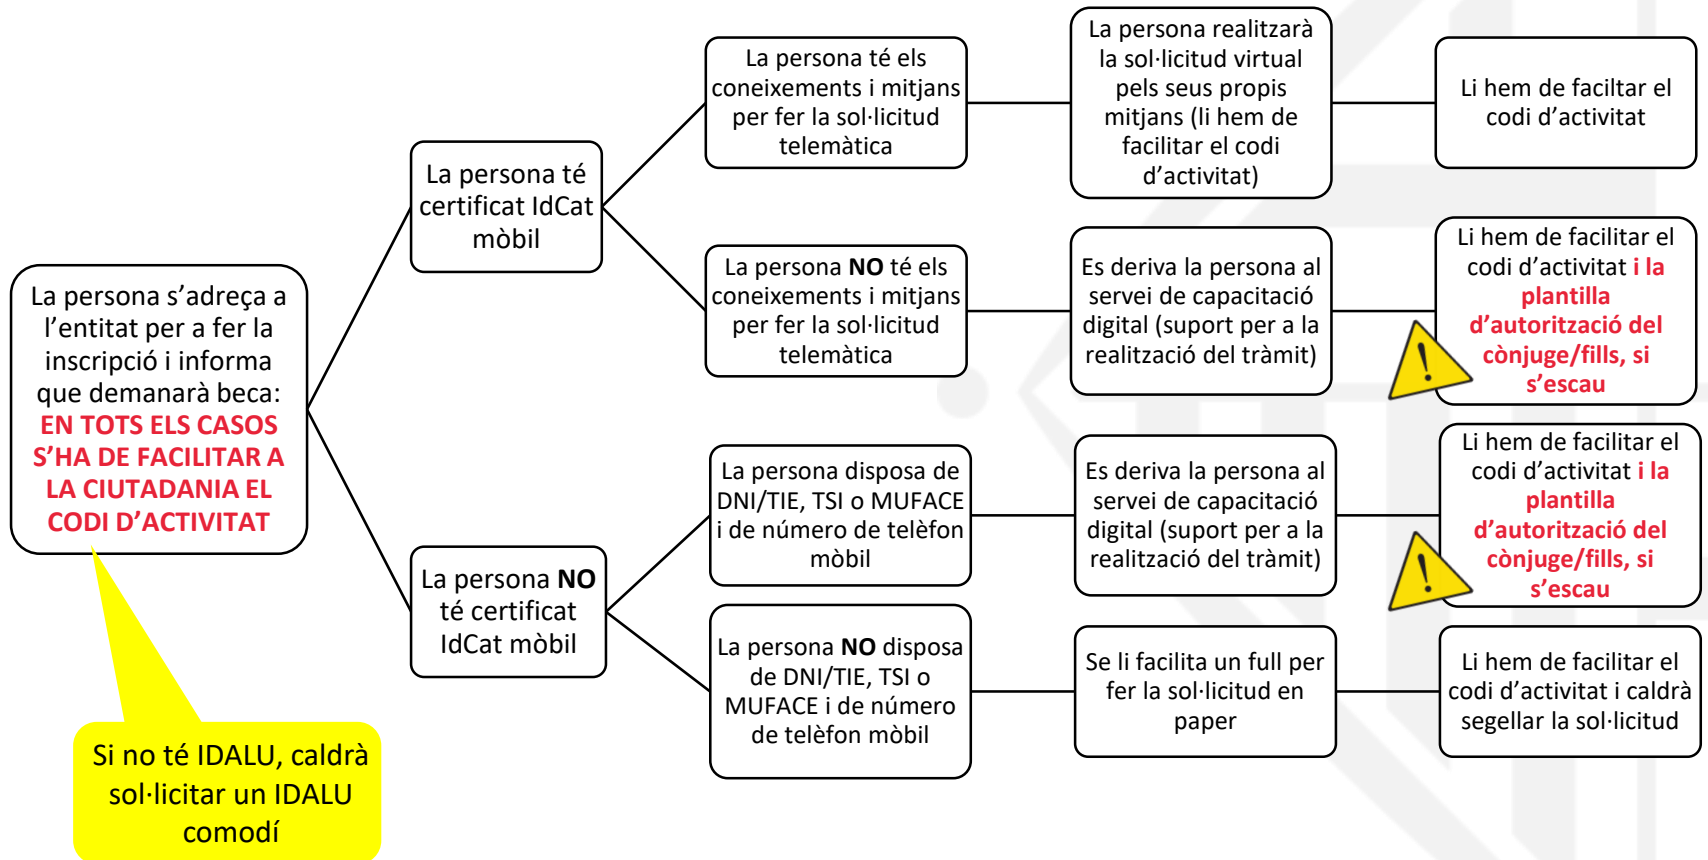 La persona s’adreça a
l’entitat per a fer la
inscripció i informa
que demanarà beca:
EN TOTS ELS CASOS
S’HA DE FACILITAR A
LA CIUTADANIA EL
CODI D’ACTIVITAT
Si no té IDALU, caldrà
sol·licitar un IDALU
comodí
La persona té
certificat IdCat
mòbil
La persona té els
coneixements i mitjans
per fer la sol·licitud
telemàtica
La persona realitzarà
la sol·licitud virtual
pels seus propis
mitjans (li hem de
facilitar el codi
d’activitat)
Li hem de faciltar el
codi d’activitat
La persona NO té els
coneixements i mitjans
per fer la sol·licitud
telemàtica
Es deriva la persona al
servei de capacitació
digital (suport per a la
realització del tràmit)
Li hem de facilitar el
codi d’activitat i la
plantilla
d’autorització del
cònjuge/fills, si
s’escau
La persona NO
té certificat
IdCat mòbil
La persona disposa de
DNI/TIE, TSI o MUFACE
i de número de telèfon
mòbil
Es deriva la persona al
servei de capacitació
digital (suport per a la
realització del tràmit)
Li hem de facilitar el
codi d’activitat i la
plantilla
d’autorització del
cònjuge/fills, si
s’escau
La persona NO disposa
de DNI/TIE, TSI o
MUFACE i de número
de telèfon mòbil
Se li facilita un full per
fer la sol·licitud en
paper
Li hem de facilitar el
codi d’activitat i caldrà
segellar la sol·licitud